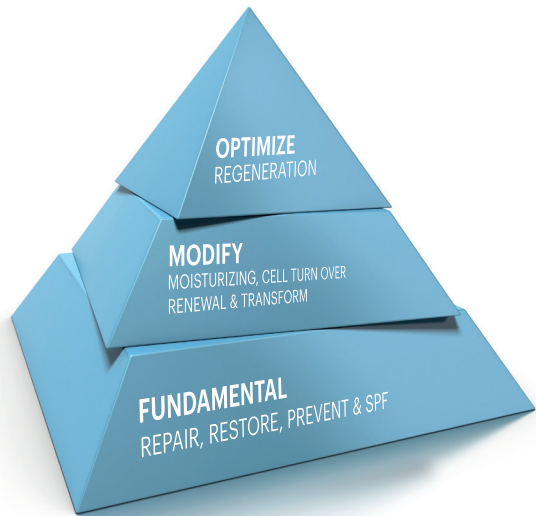 OPTIMIZE
REGENERATION
MODIFY
MOISTURIZING, CELL TURN OVER
RENEWAL & TRANSFORM
FUNDAMENTAL
REPAIR, RESTORE, PREVENT & SPF